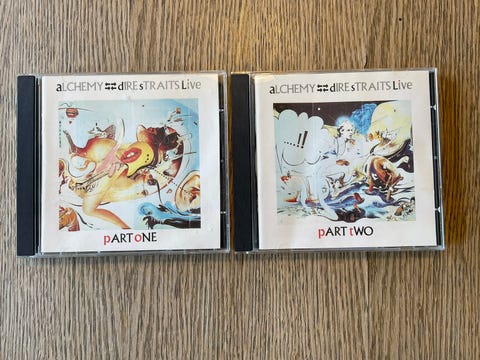 aLCHEMY dIRE sTRAITS Live
pART oNE
aLCHEMY dIRE sTRAITS Live
...!!
pART tWO